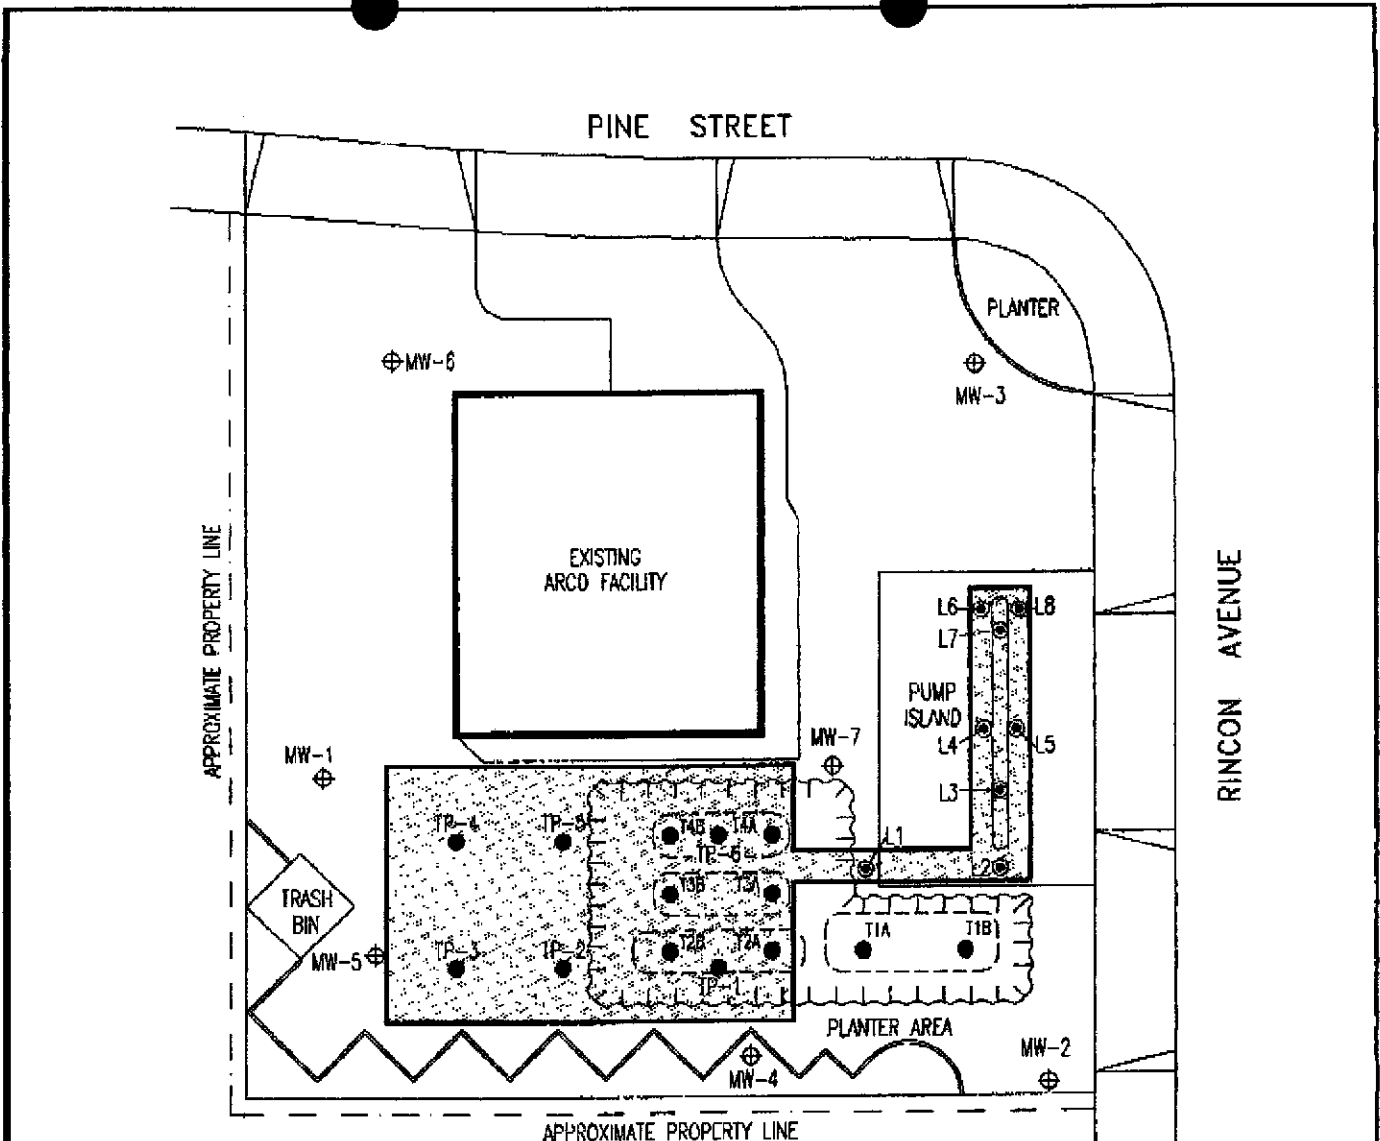 PINE STREET
PLANTER
MW-6
MW-3
EXISTING
ARCO FACILITY
APPROXIMATE PROPERTY LINE
RINCON AVENUE
L6
L8
L7
PUMP
ISLAND
L4
L5
MW-1
MW-7
L3
TP-4
TP-5
T4B
T4A
TP-6
L1
L2
T3B
T3A
TRASH
BIN
T2B
T2A
T1A
T1B
MW-5
TP-3
TP-2
TP-1
PLANTER AREA
MW-4
MW-2
APPROXIMATE PROPERTY LINE